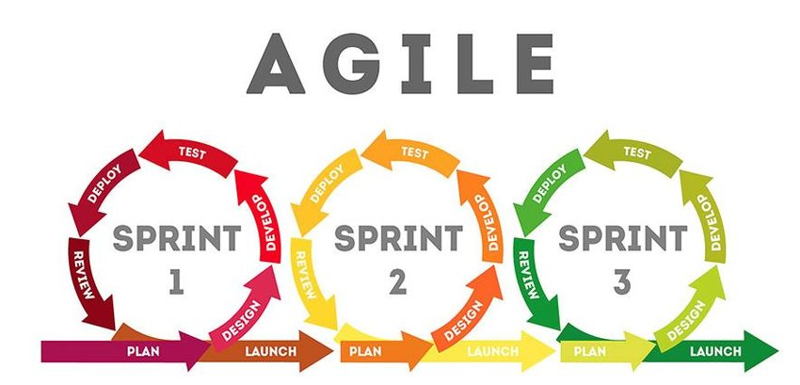 AGILE
SPRINT
1
PLAN
DESIGN
DEVELOP
TEST
DEPLOY
REVIEW
LAUNCH
SPRINT
2
PLAN
DESIGN
DEVELOP
TEST
DEPLOY
REVIEW
LAUNCH
SPRINT
3
PLAN
DESIGN
DEVELOP
TEST
DEPLOY
REVIEW
LAUNCH